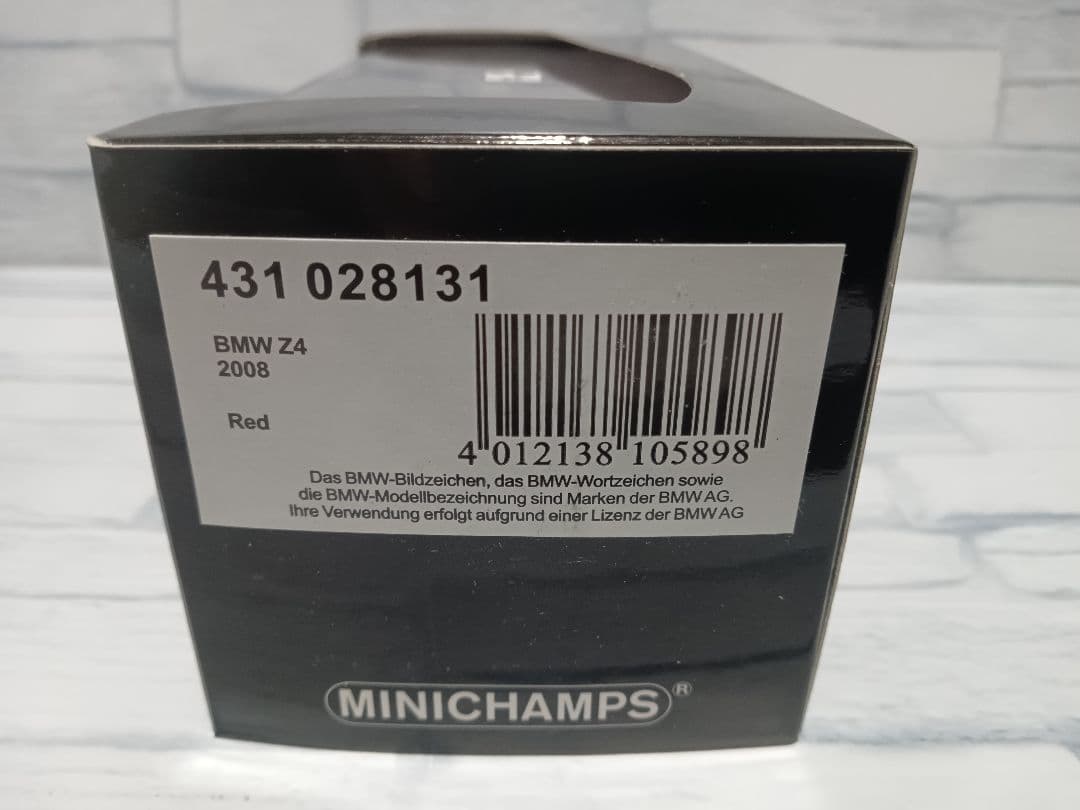 431 028131
BMW Z4
2008
Red
4 012138 105898
Das BMW-Bildzeichen, das BMW-Wortzeichen sowie
die BMW-Modellbezeichnung sind Marken der BMW AG.
Ihre Verwendung erfolgt aufgrund einer Lizenz der BMW AG
MINICHAMPS®